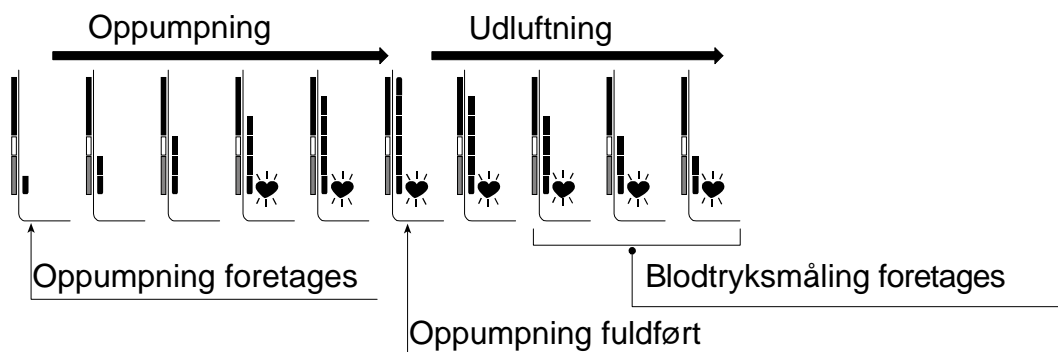 Oppumpning
Udluftning
Oppumpning foretages
Blodtryksmåling foretages
Oppumpning fuldført